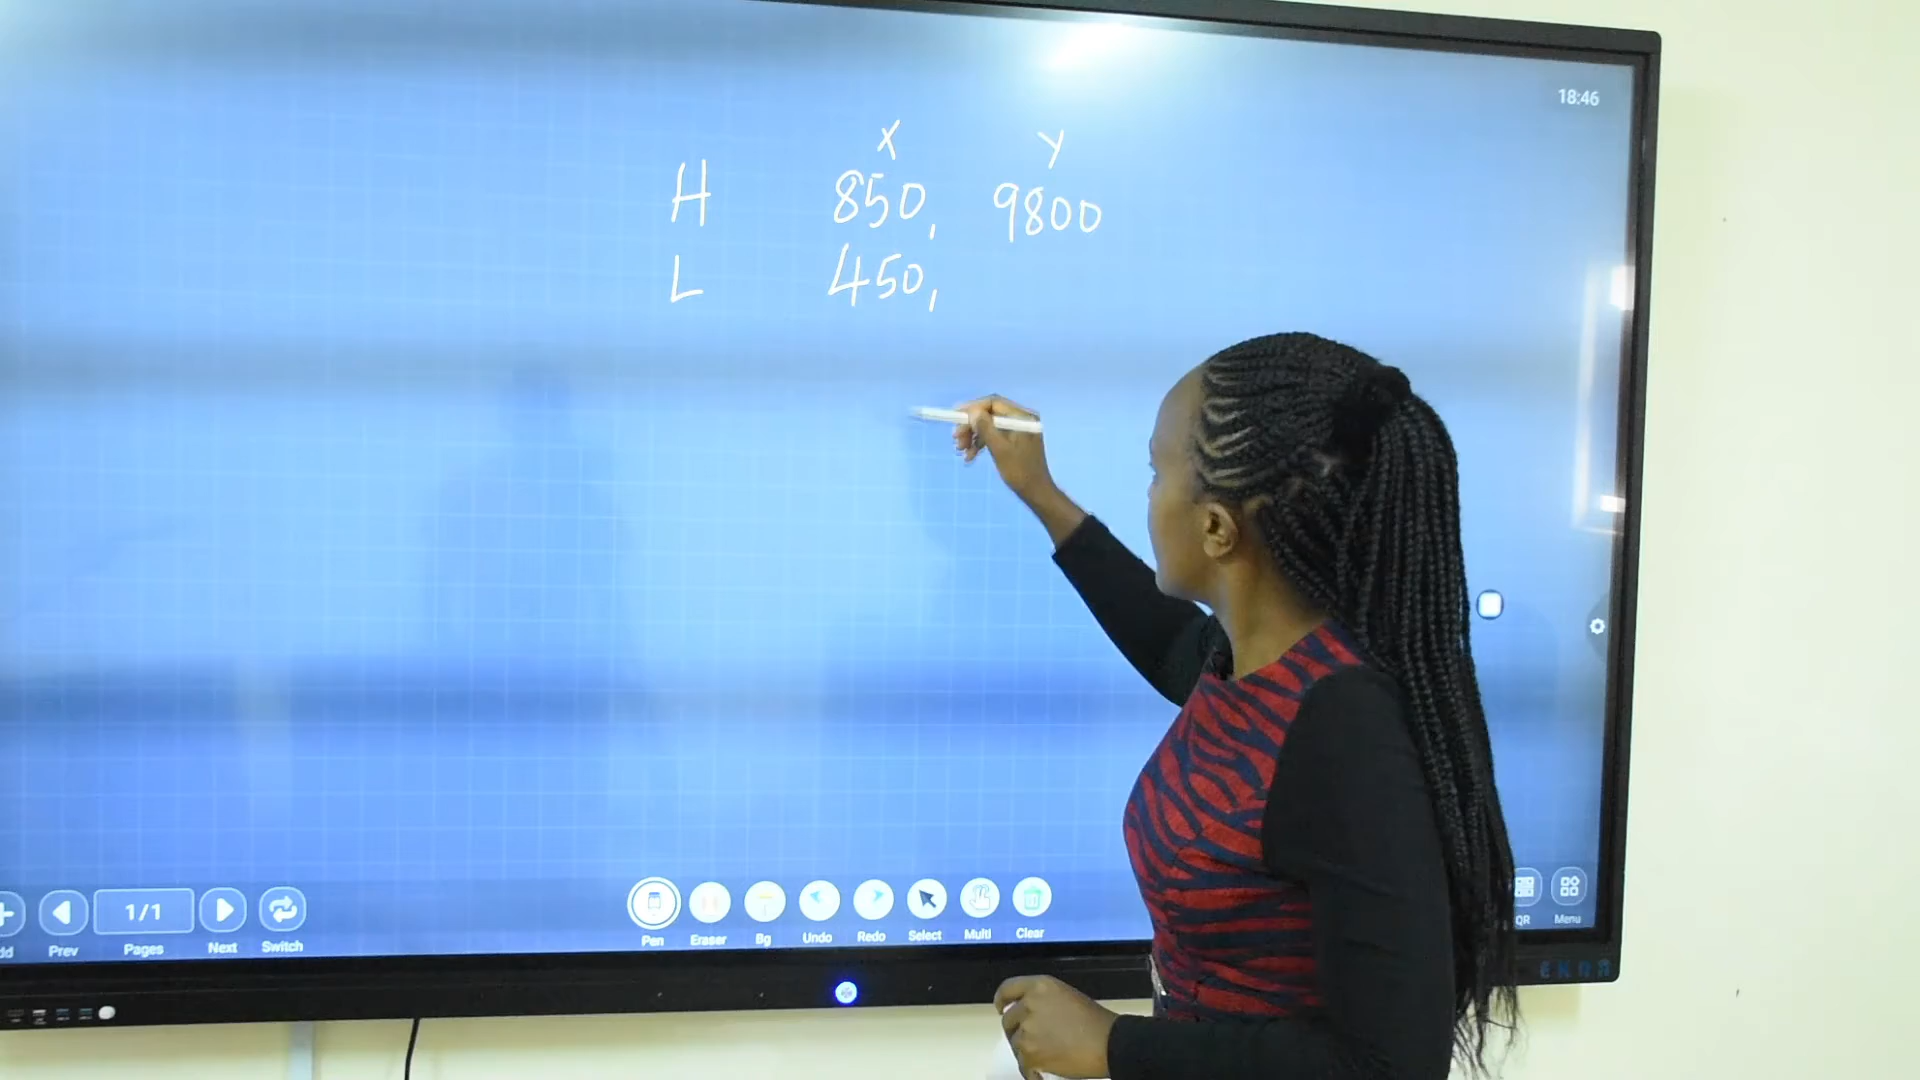 18:46
X Y
H 850, 9800
L 450,
1/1
Prev Pages Next Switch Pen Eraser Bg Undo Redo Select Multi Clear QR Menu